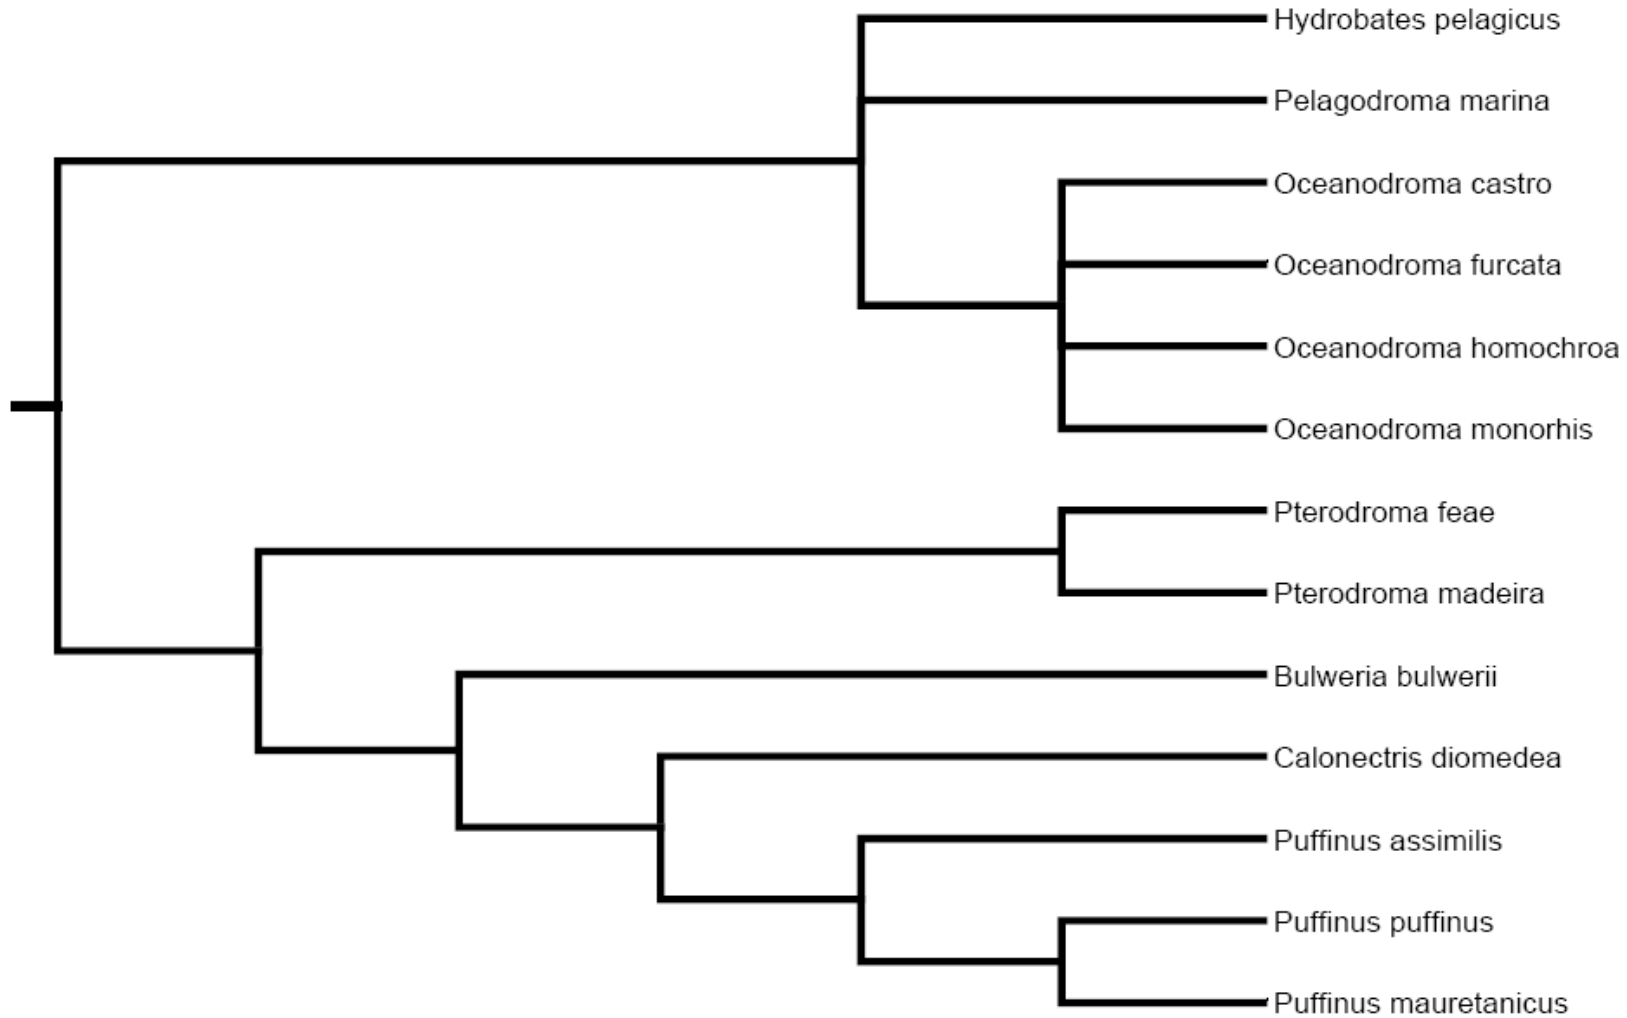 Hydrobates pelagicus
Pelagodroma marina
Oceanodroma castro
Oceanodroma furcata
Oceanodroma homochroa
Oceanodroma monorhis
Pterodroma feae
Pterodroma madeira
Bulweria bulwerii
Calonectris diomedea
Puffinus assimilis
Puffinus puffinus
Puffinus mauretanicus